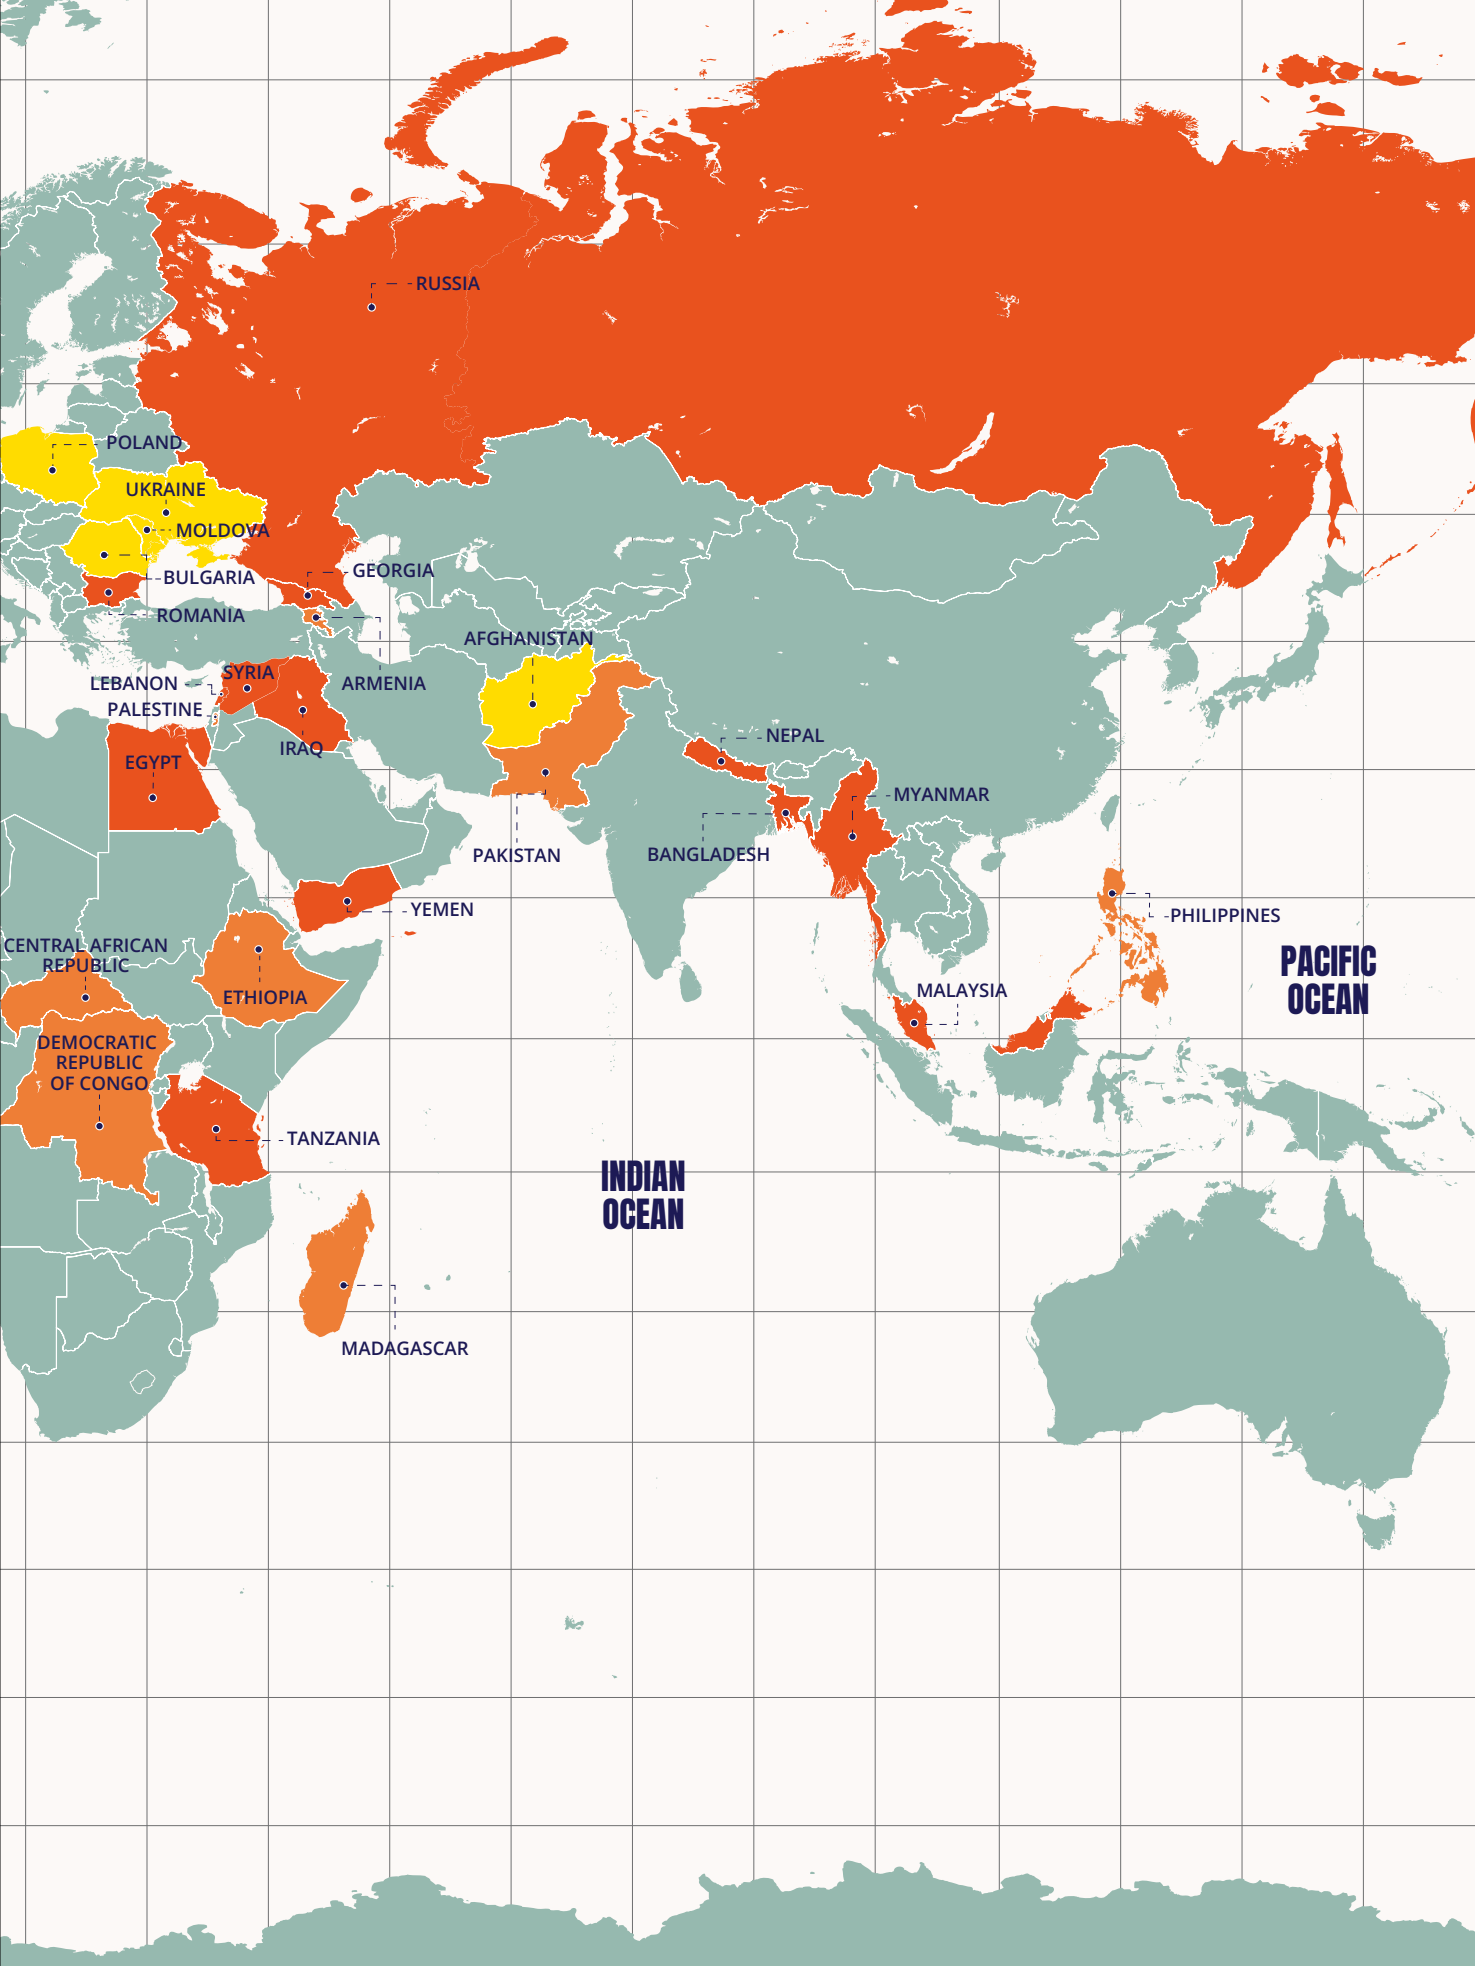 RUSSIA
POLAND
UKRAINE
MOLDOVA
BULGARIA
GEORGIA
ROMANIA
AFGHANISTAN
SYRIA
LEBANON
ARMENIA
PALESTINE
IRAQ
NEPAL
EGYPT
MYANMAR
PAKISTAN
BANGLADESH
YEMEN
PHILIPPINES
CENTRAL AFRICAN
REPUBLIC
PACIFIC
OCEAN
ETHIOPIA
MALAYSIA
DEMOCRATIC
REPUBLIC
OF CONGO
TANZANIA
INDIAN
OCEAN
MADAGASCAR